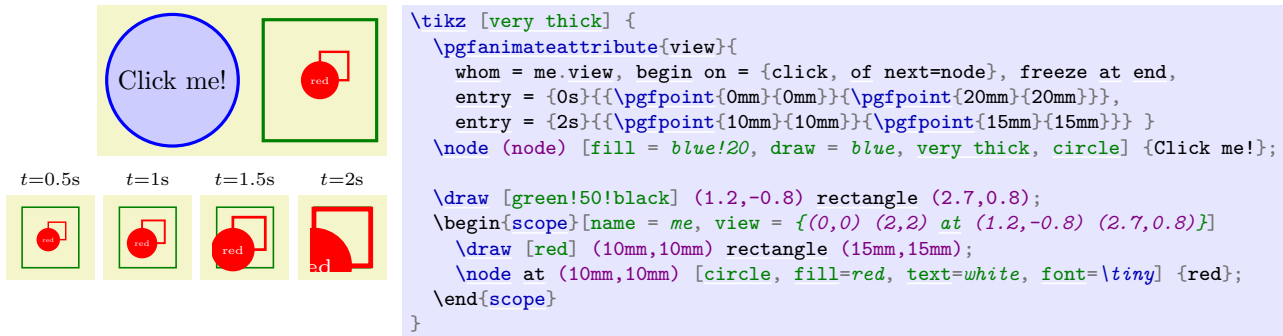 Click me!
red
t=0.5s t=1s t=1.5s t=2s
red red red red
\tikz [very thick] {
  \pgfanimateattribute{view}{
    whom = me.view, begin on = {click, of next=node}, freeze at end,
    entry = {0s}{{\pgfpoint{0mm}{0mm}}{\pgfpoint{20mm}{20mm}}},
    entry = {2s}{{\pgfpoint{10mm}{10mm}}{\pgfpoint{15mm}{15mm}}} }
  \node (node) [fill = blue!20, draw = blue, very thick, circle] {Click me!};

  \draw [green!50!black] (1.2,-0.8) rectangle (2.7,0.8);
  \begin{scope}[name = me, view = {(0,0) (2,2) at (1.2,-0.8) (2.7,0.8)}]
    \draw [red] (10mm,10mm) rectangle (15mm,15mm);
    \node at (10mm,10mm) [circle, fill=red, text=white, font=\tiny] {red};
  \end{scope}
}